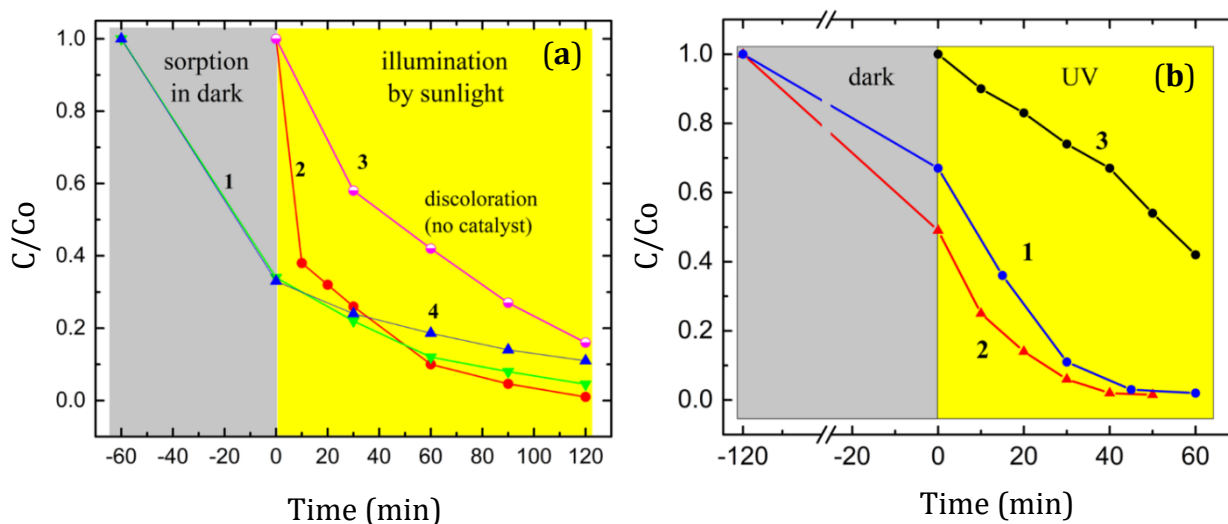 (a)
sorption
in dark
illumination
by sunlight
1
2
3
discoloration
(no catalyst)
4
C/Co
1.0
0.8
0.6
0.4
0.2
0.0
-60 -40 -20 0 20 40 60 80 100 120
Time (min)
(b)
dark
UV
3
1
2
C/Co
1.0
0.8
0.6
0.4
0.2
0.0
-120 -20 0 20 40 60
Time (min)